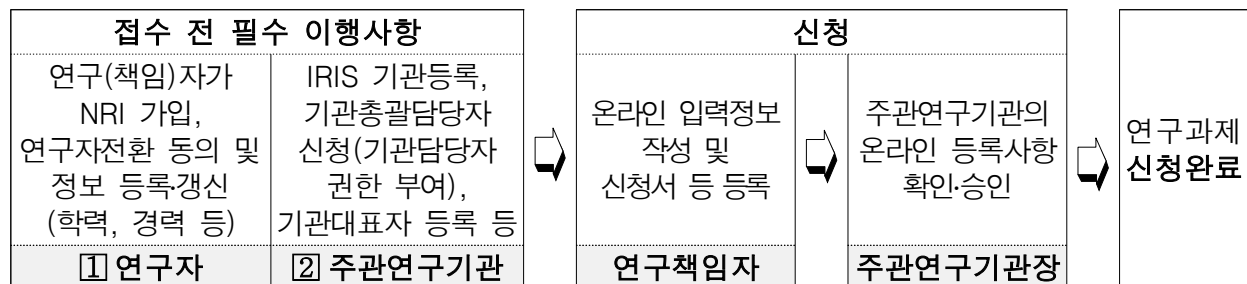 접수 전 필수 이행사항
연구(책임)자가
NRI 가입,
연구자전환 동의 및
정보 등록·갱신
(학력, 경력 등)
1 연구자
IRIS 기관등록,
기관총괄담당자
신청(기관담당자
권한 부여),
기관대표자 등록 등
2 주관연구기관
신청
온라인 입력정보
작성 및
신청서 등 등록
연구책임자
주관연구기관의
온라인 등록사항
확인·승인
주관연구기관장
연구과제
신청완료